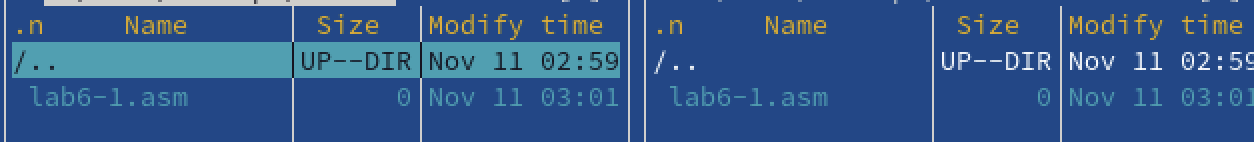 .n Name Size Modify time .n Name Size Modify time
/.. UP--DIR Nov 11 02:59 /.. UP--DIR Nov 11 02:59
lab6-1.asm 0 Nov 11 03:01 lab6-1.asm 0 Nov 11 03:01